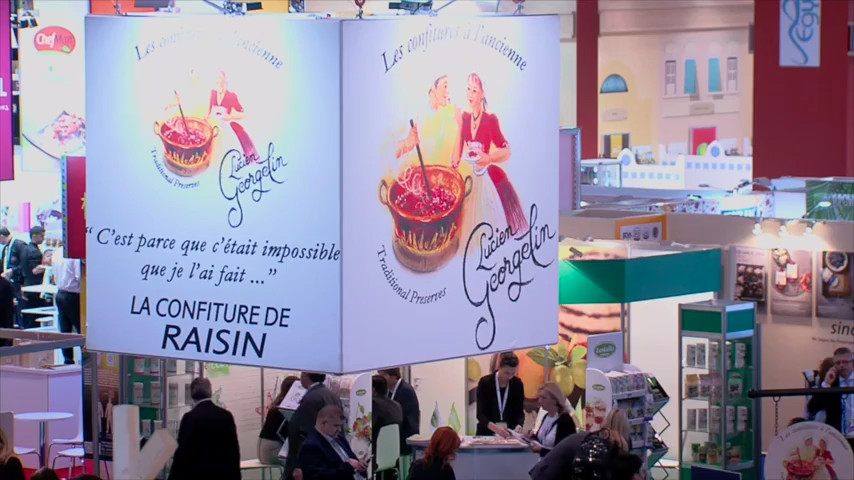 Chef
Les confitures à l'ancienne
Traditional Preserves
Lucien
Georgelin
"C'est parce que c'était impossible
que je l'ai fait ..."
LA CONFITURE DE
RAISIN
Les confitures à l'ancienne
Traditional Preserves
Lucien
Georgelin